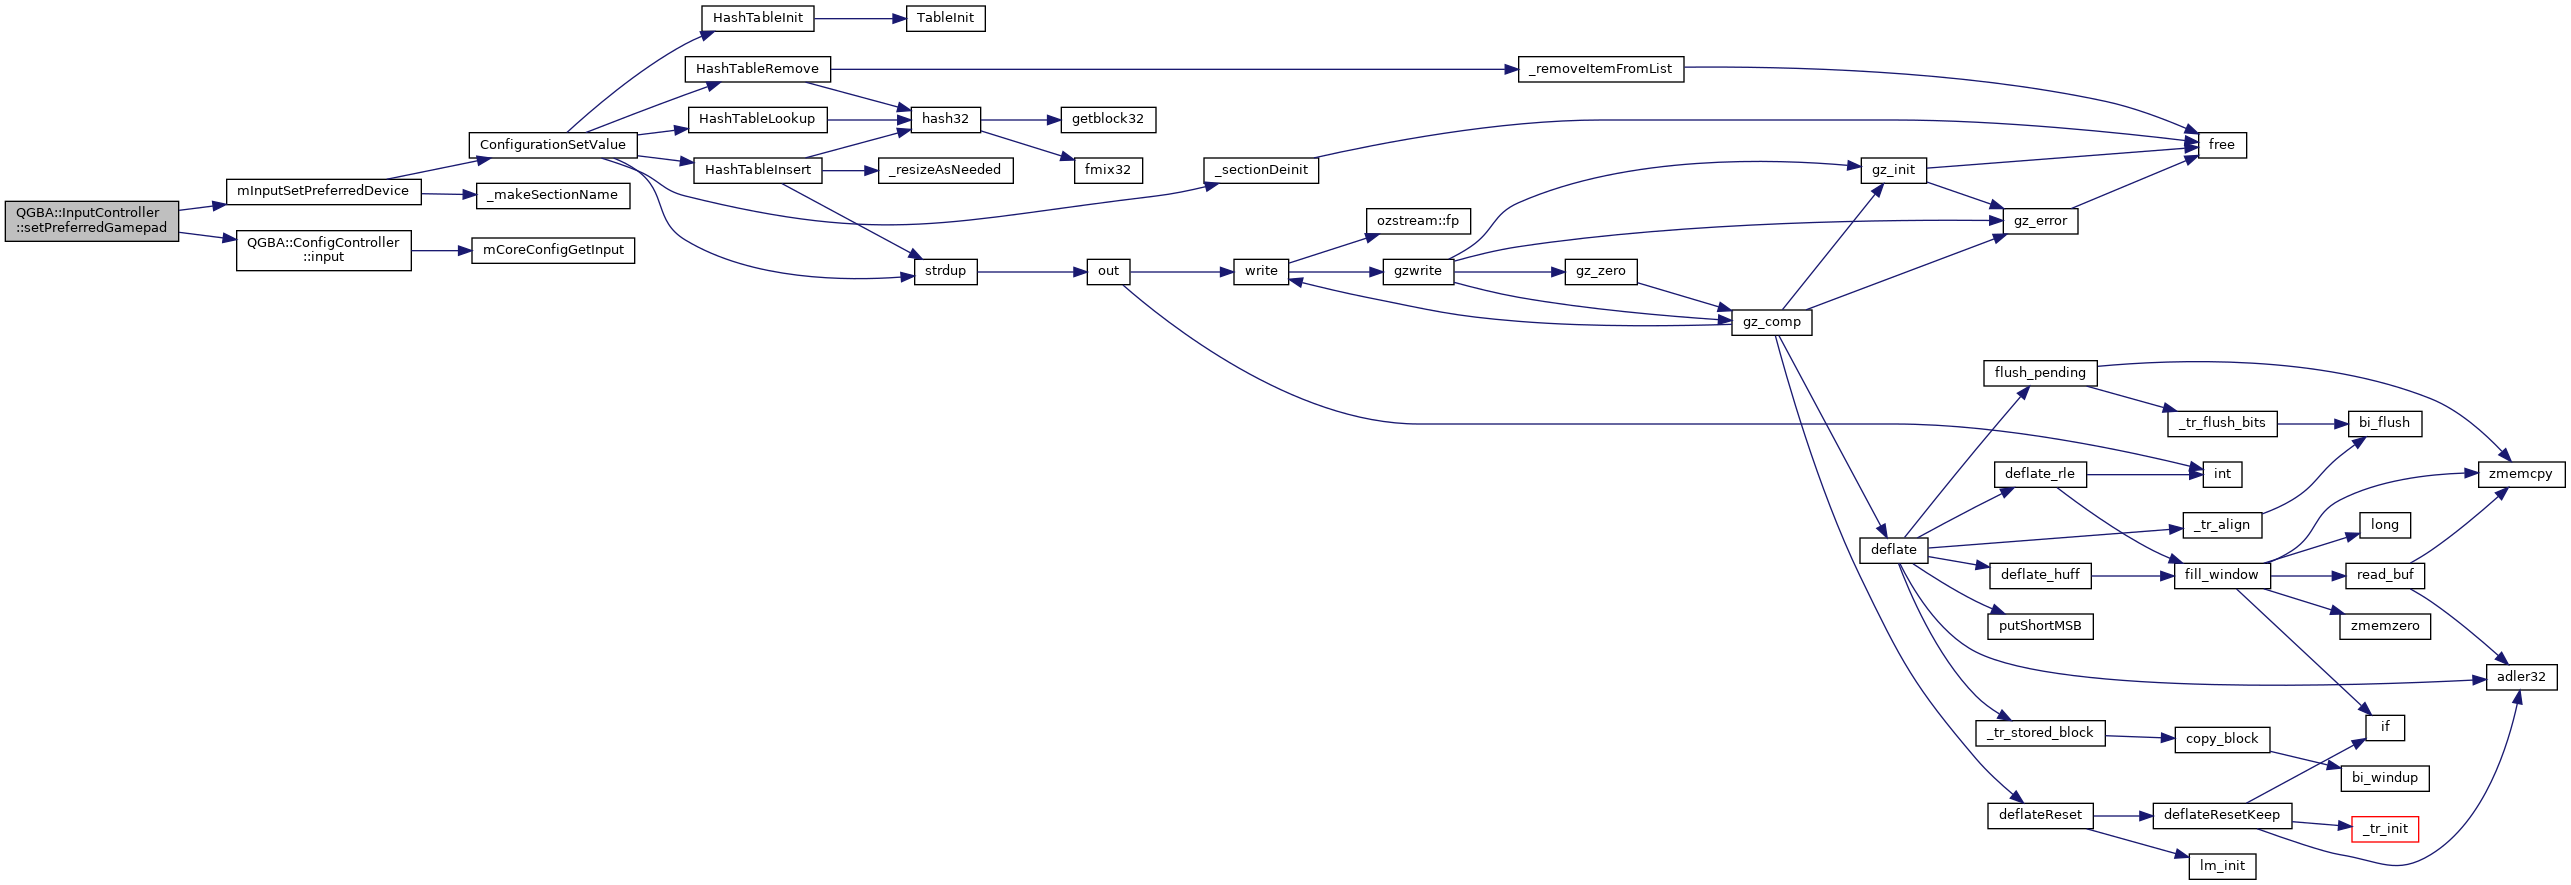 HashTableInit
TableInit
HashTableRemove
_removeItemFromList
HashTableLookup
hash32
getblock32
ConfigurationSetValue
free
HashTableInsert
_resizeAsNeeded
fmix32
_sectionDeinit
gz_init
mInputSetPreferredDevice
_makeSectionName
QGBA::InputController
::setPreferredGamepad
ozstream::fp
gz_error
QGBA::ConfigController
::input
mCoreConfigGetInput
strdup
out
write
gzwrite
gz_zero
gz_comp
flush_pending
_tr_flush_bits
bi_flush
deflate_rle
int
zmemcpy
_tr_align
long
deflate
deflate_huff
fill_window
read_buf
putShortMSB
zmemzero
adler32
_tr_stored_block
copy_block
if
bi_windup
deflateReset
deflateResetKeep
_tr_init
lm_init